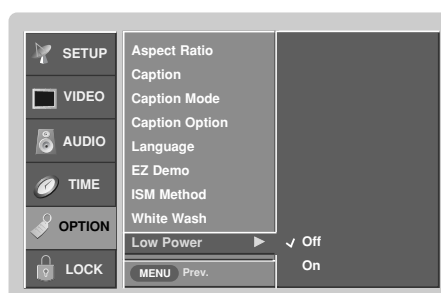 SETUP
VIDEO
AUDIO
TIME
OPTION
LOCK
Aspect Ratio
Caption
Caption Mode
Caption Option
Language
EZ Demo
ISM Method
White Wash
Low Power ▶
MENU Prev.
✓ Off
On